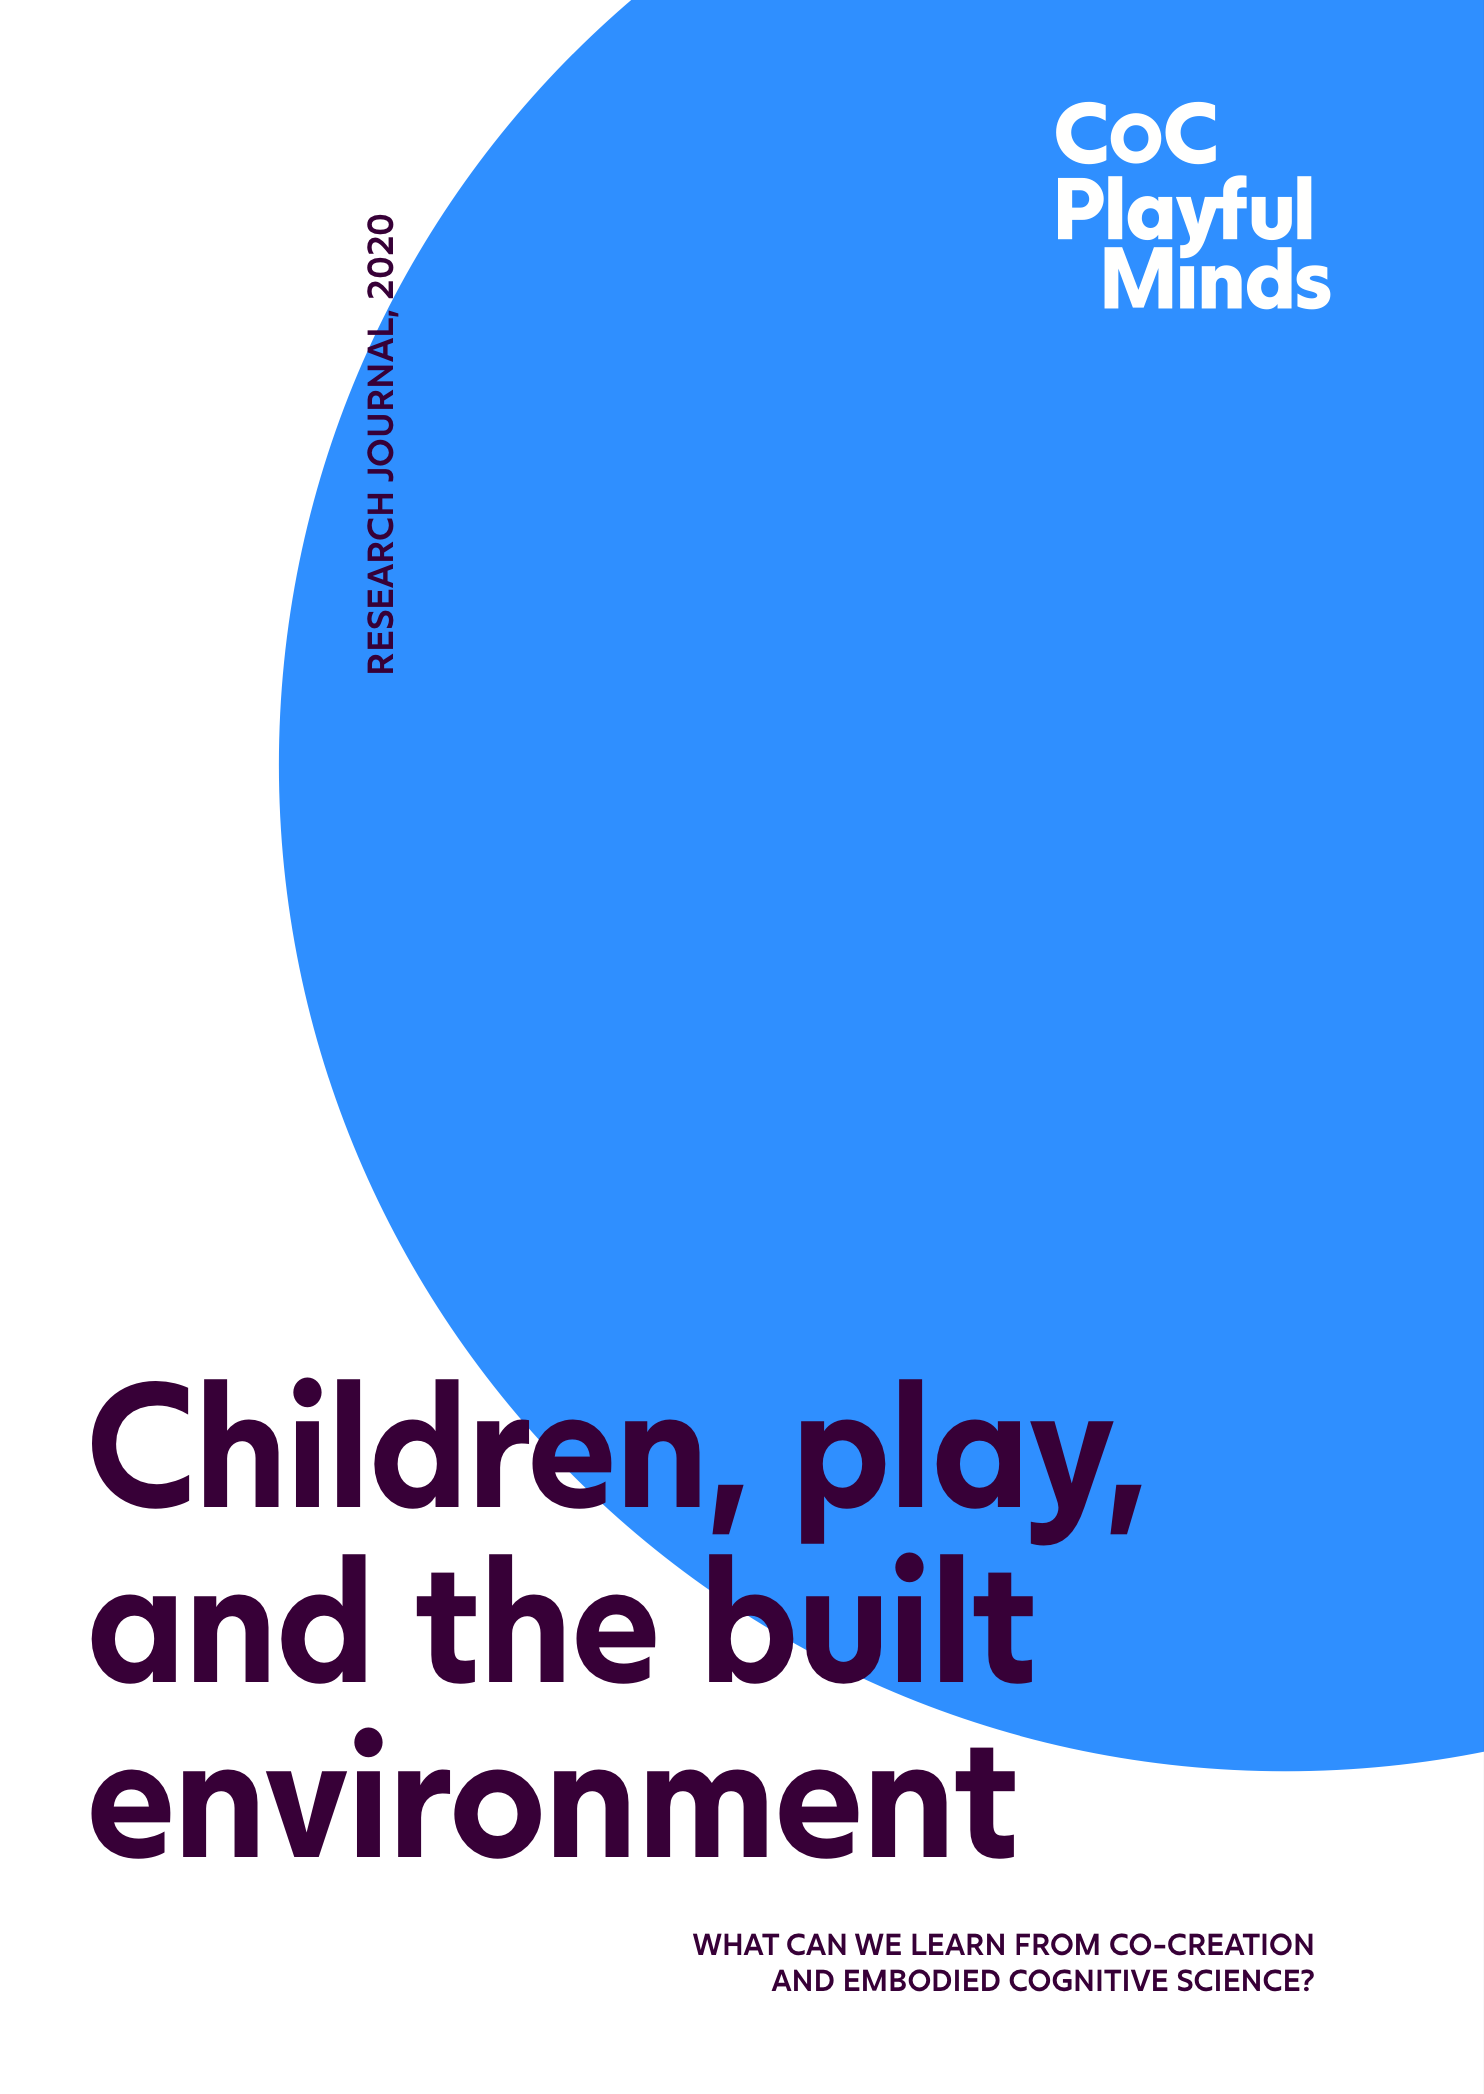 CoC
Playful
Minds
RESEARCH JOURNAL, 2020
Children, play,
and the built
environment
WHAT CAN WE LEARN FROM CO-CREATION
AND EMBODIED COGNITIVE SCIENCE?